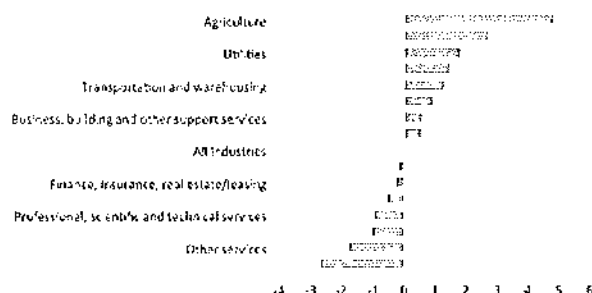 Agriculture
Utilities
Transportation and warehousing
Business, building and other support services
All industries
Finance, insurance, real estate/leasing
Professional, scientific and technical services
Other services
-4 -3 -2 -1 0 1 2 3 4 5 6